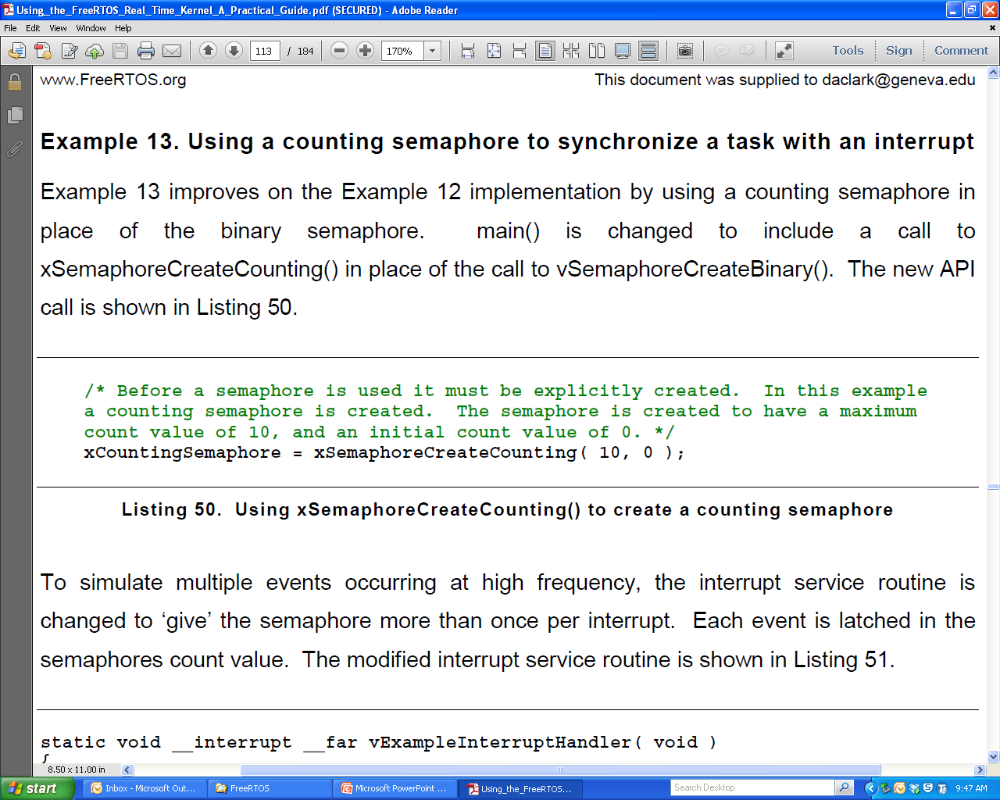 Using_the_FreeRTOS_Real_Time_Kernel_A_Practical_Guide.pdf (SECURED) - Adobe Reader
File Edit View Window Help
113 / 184 170% Tools Sign Comment
www.FreeRTOS.org This document was supplied to daclark@geneva.edu
Example 13. Using a counting semaphore to synchronize a task with an interrupt
Example 13 improves on the Example 12 implementation by using a counting semaphore in
place of the binary semaphore. main() is changed to include a call to
xSemaphoreCreateCounting() in place of the call to vSemaphoreCreateBinary(). The new API
call is shown in Listing 50.
/* Before a semaphore is used it must be explicitly created. In this example
a counting semaphore is created. The semaphore is created to have a maximum
count value of 10, and an initial count value of 0. */
xCountingSemaphore = xSemaphoreCreateCounting( 10, 0 );
Listing 50. Using xSemaphoreCreateCounting() to create a counting semaphore
To simulate multiple events occurring at high frequency, the interrupt service routine is
changed to ‘give’ the semaphore more than once per interrupt. Each event is latched in the
semaphores count value. The modified interrupt service routine is shown in Listing 51.
static void __interrupt __far vExampleInterruptHandler( void )
{
8.50 x 11.00 in
start Inbox - Microsoft Out... FreeRTOS Microsoft PowerPoint ... Using_the_FreeRTOS... Search Desktop 9:47 AM